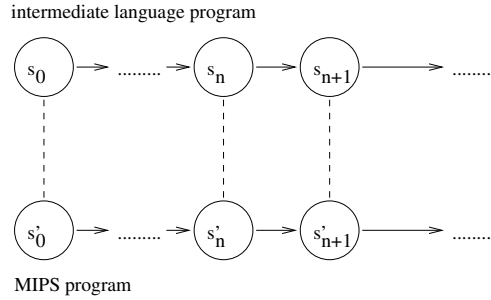 intermediate language program
s0 ......... sn sn+1 ........
s'0 ......... s'n s'n+1 ........
MIPS program